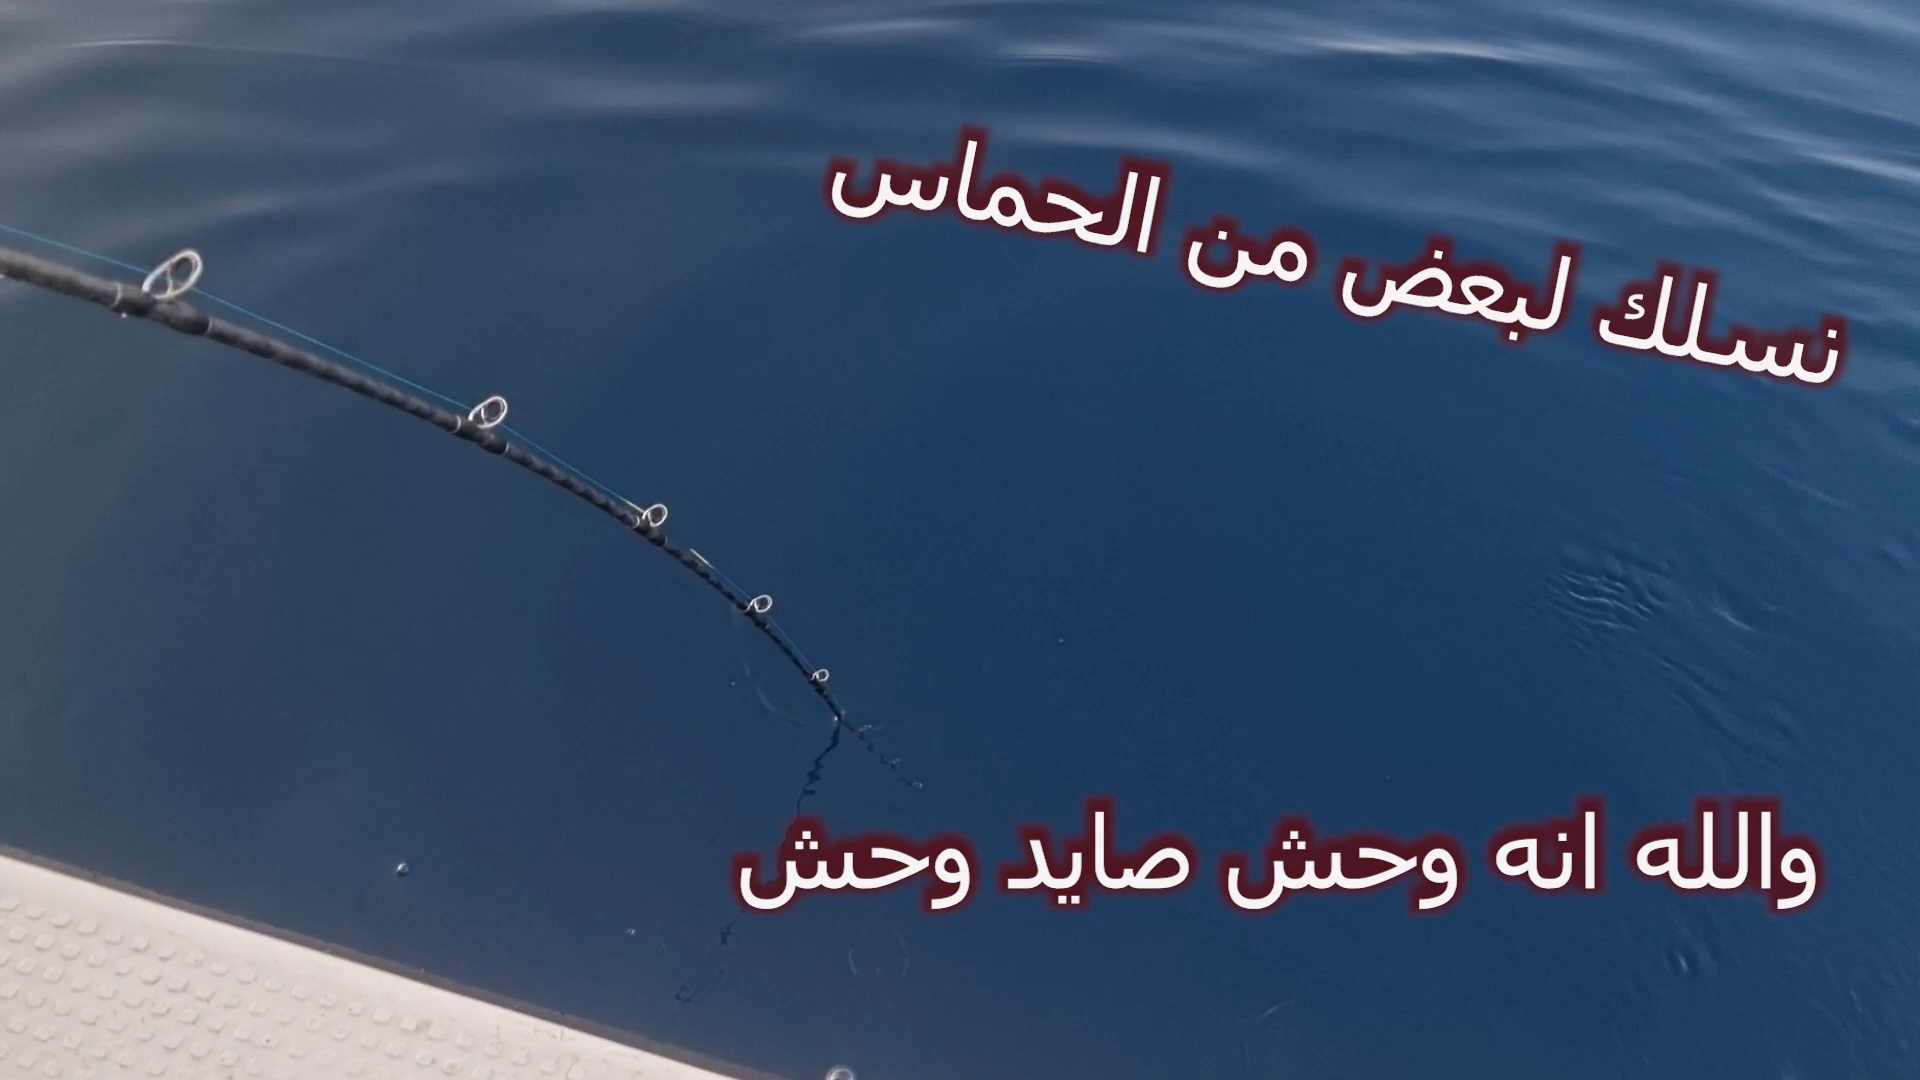 نسلك لبعض من الحماس
والله انه وحش صايد وحش